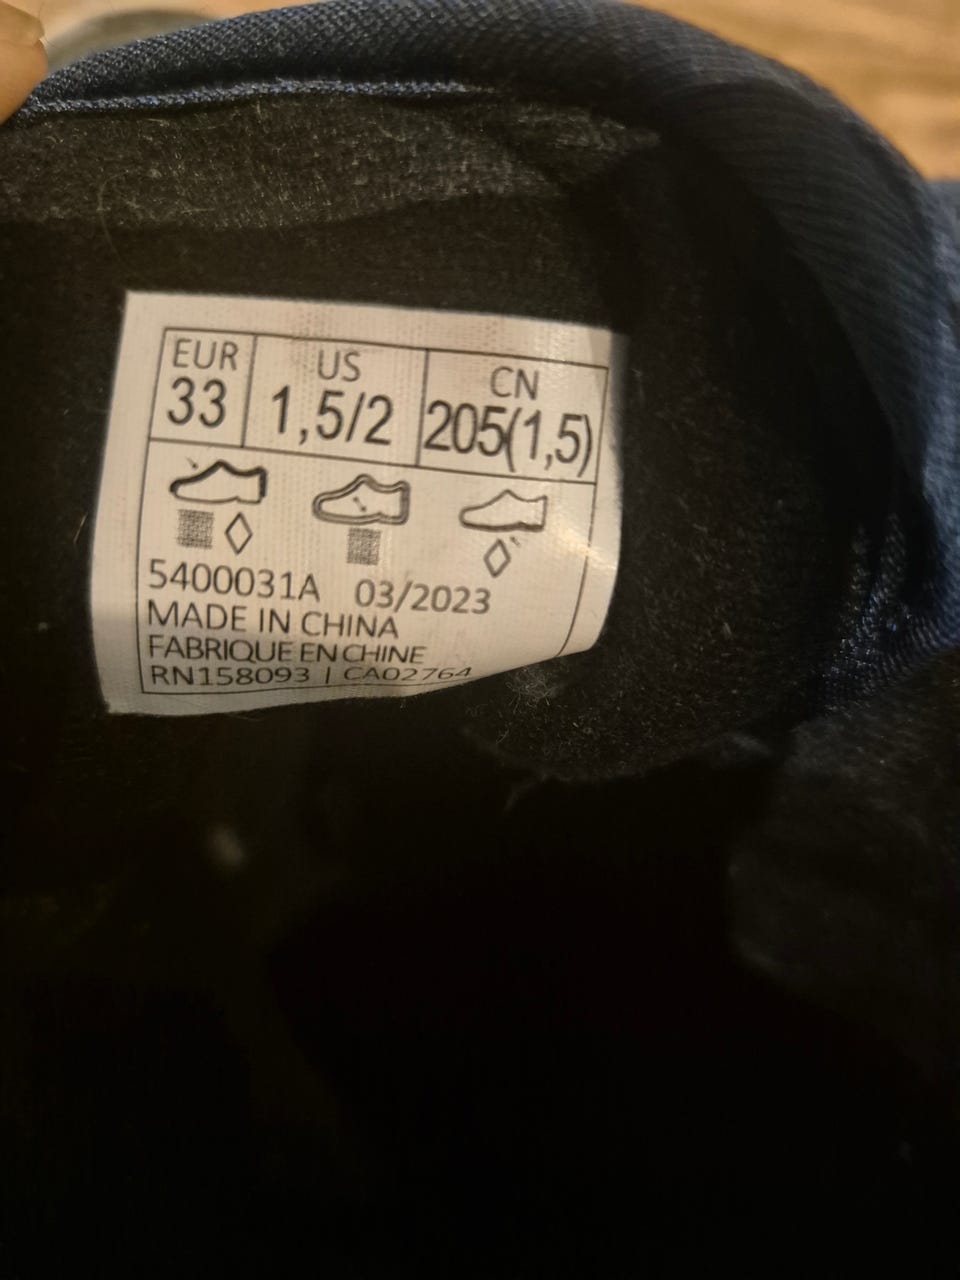 EUR US CN
33 1,5/2 205(1,5)
5400031A 03/2023
MADE IN CHINA
FABRIQUE EN CHINE
RN158093 | CA02764